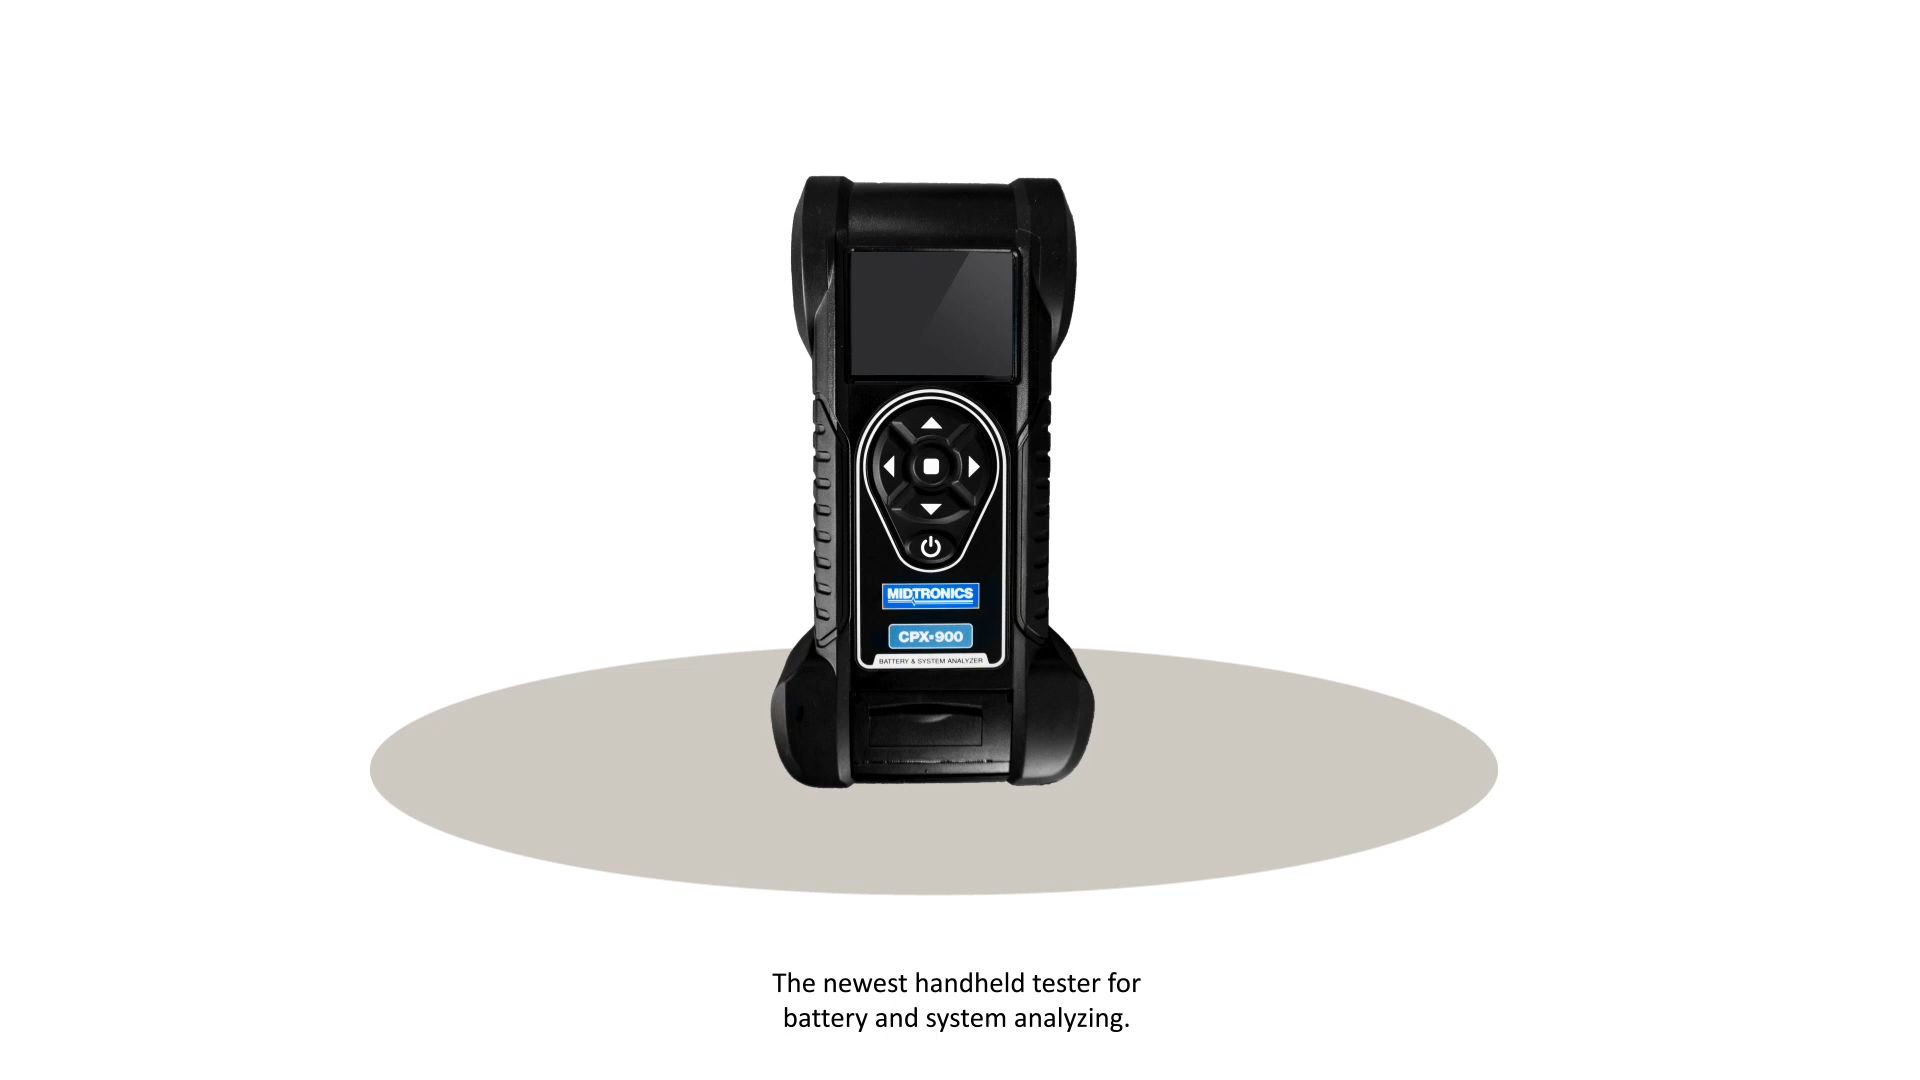 MIDTRONICS
CPX-900
BATTERY & SYSTEM ANALYZER
The newest handheld tester for
battery and system analyzing.